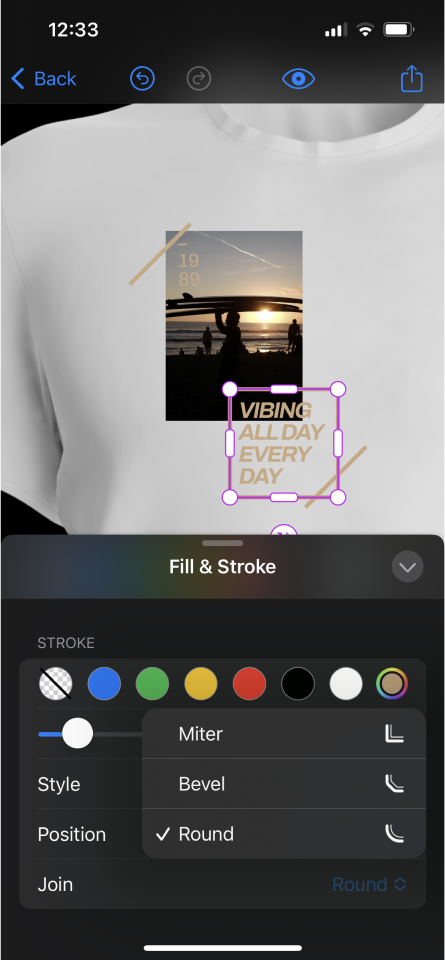 12:33
Back
–
19
89
VIBING
ALL DAY
EVERY
DAY
Fill & Stroke
STROKE
Miter
Bevel
Style
Position
Round
Join
Round